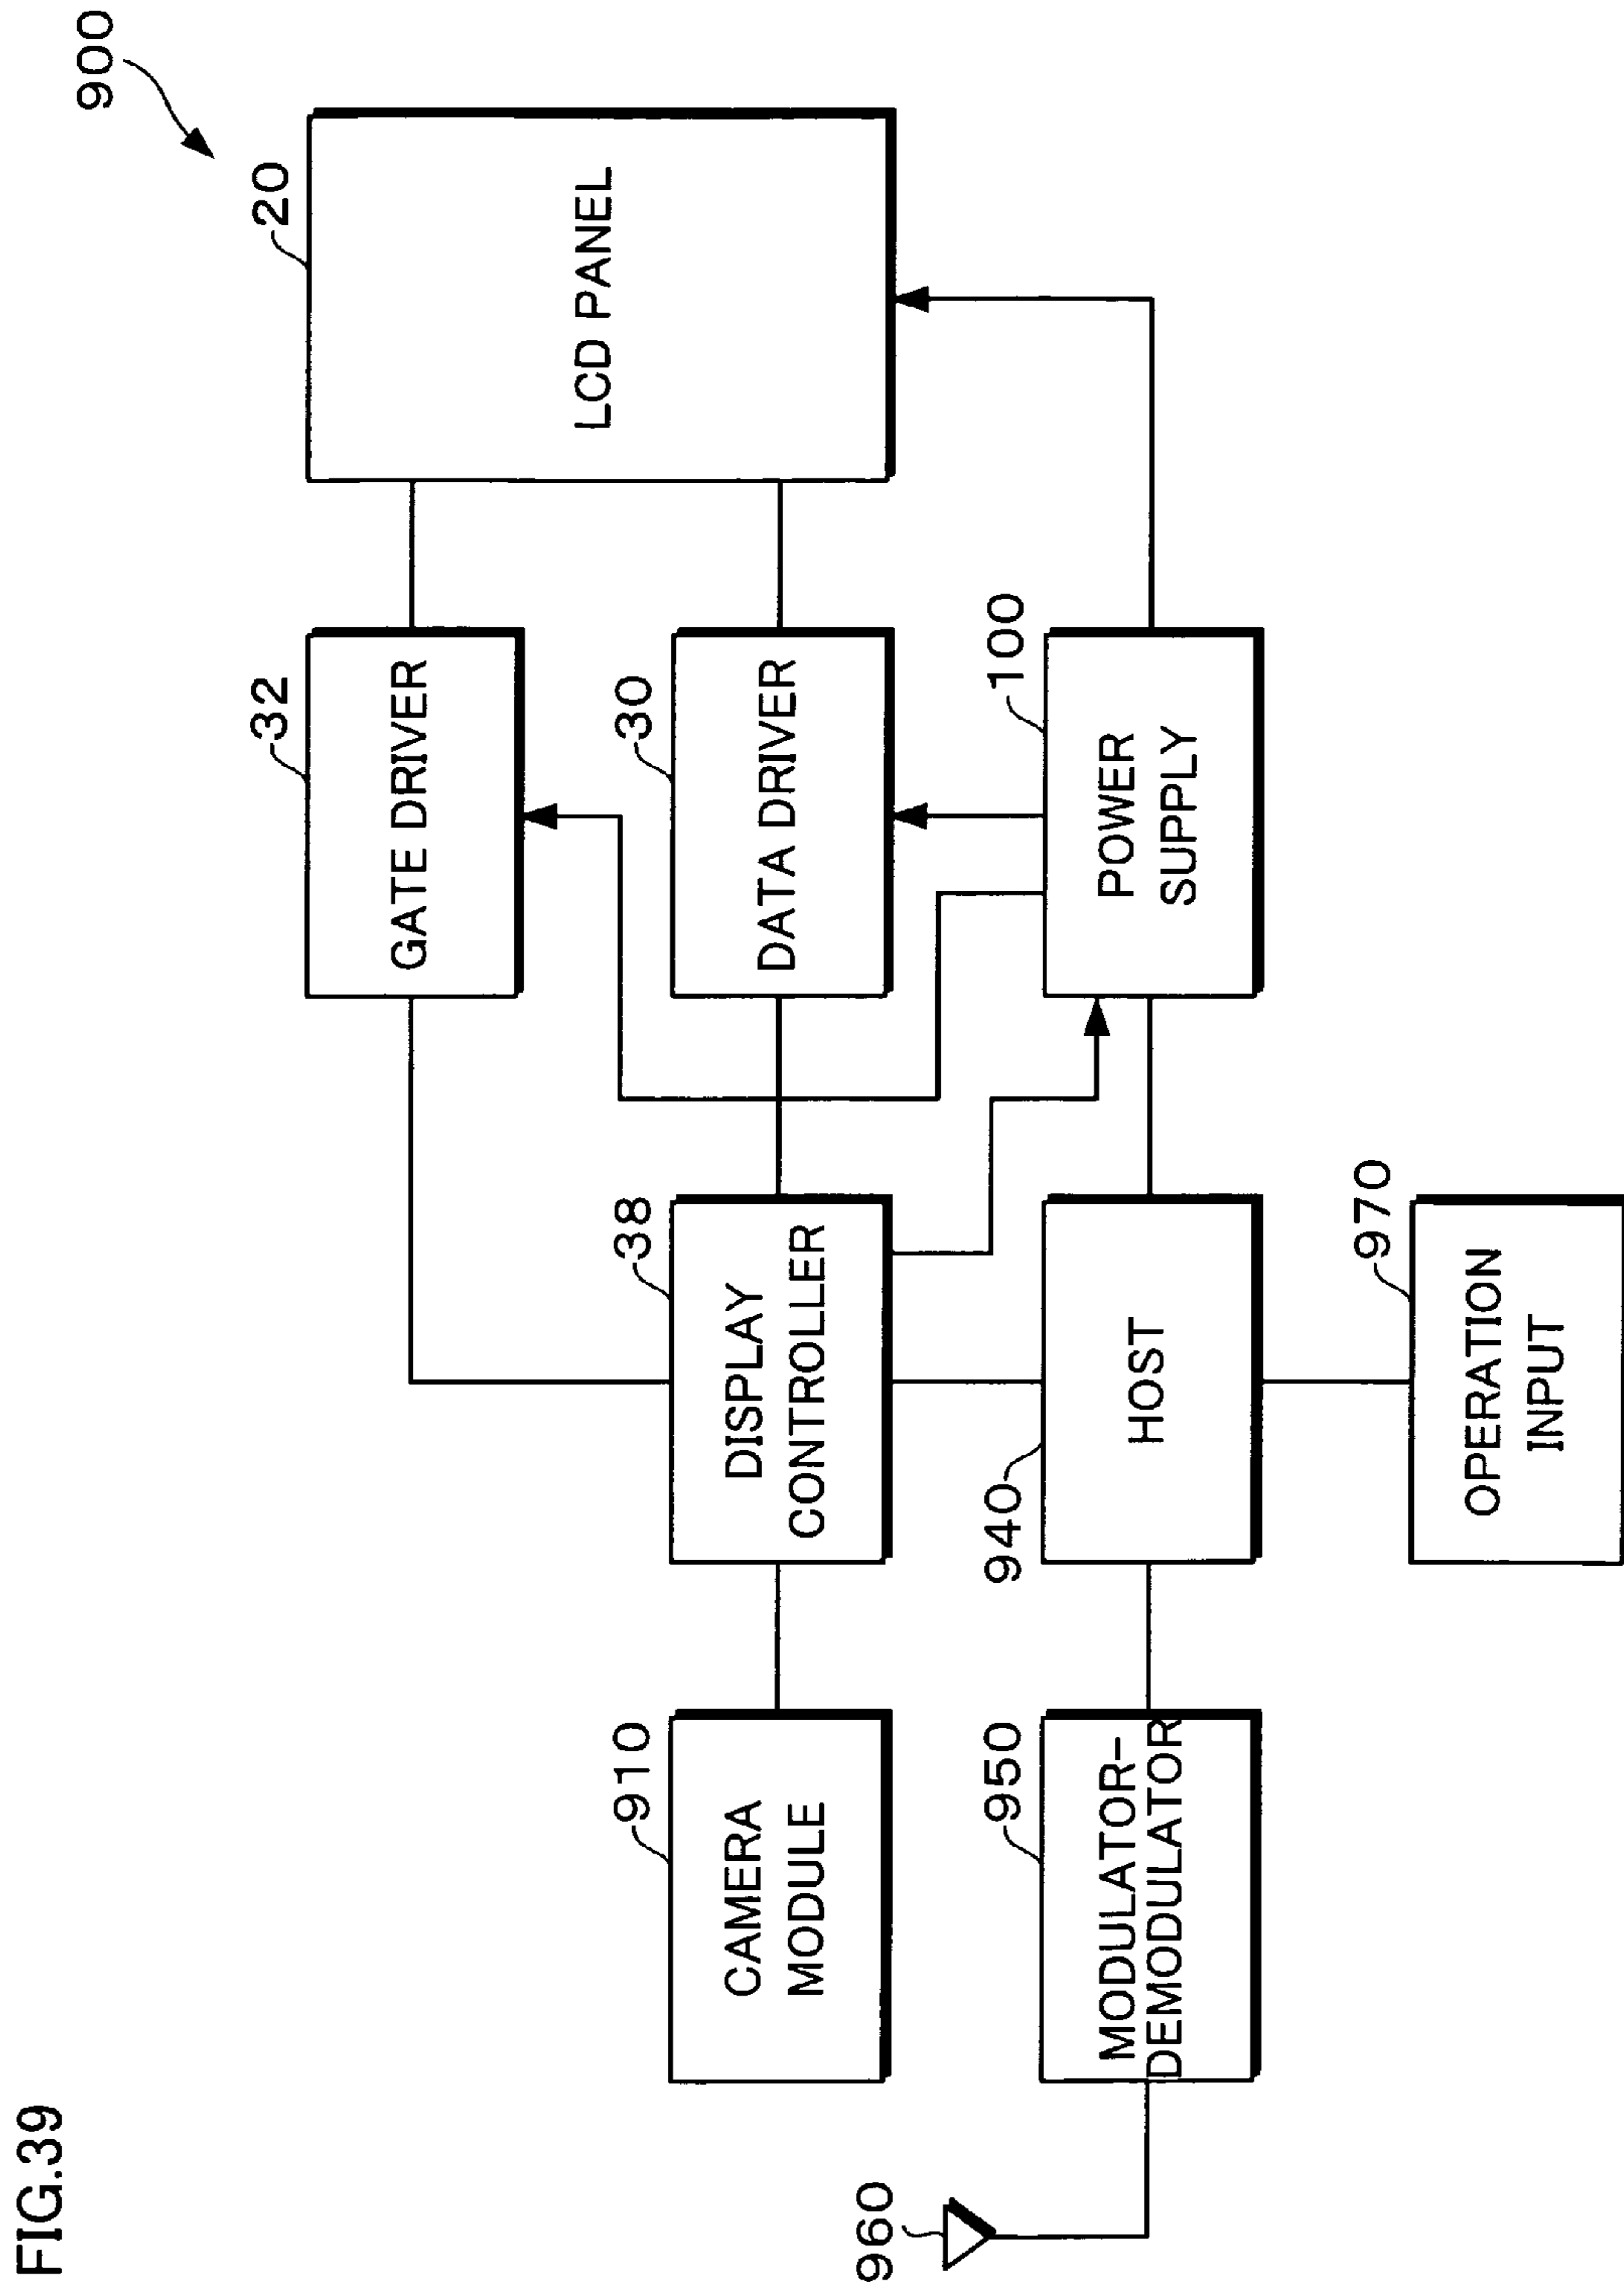 FIG.39
900
20
LCD PANEL
32
GATE DRIVER
30
DATA DRIVER
100
POWER
SUPPLY
38
DISPLAY
CONTROLLER
940
HOST
970
OPERATION
INPUT
910
CAMERA
MODULE
950
MODULATOR-
DEMODULATOR
960